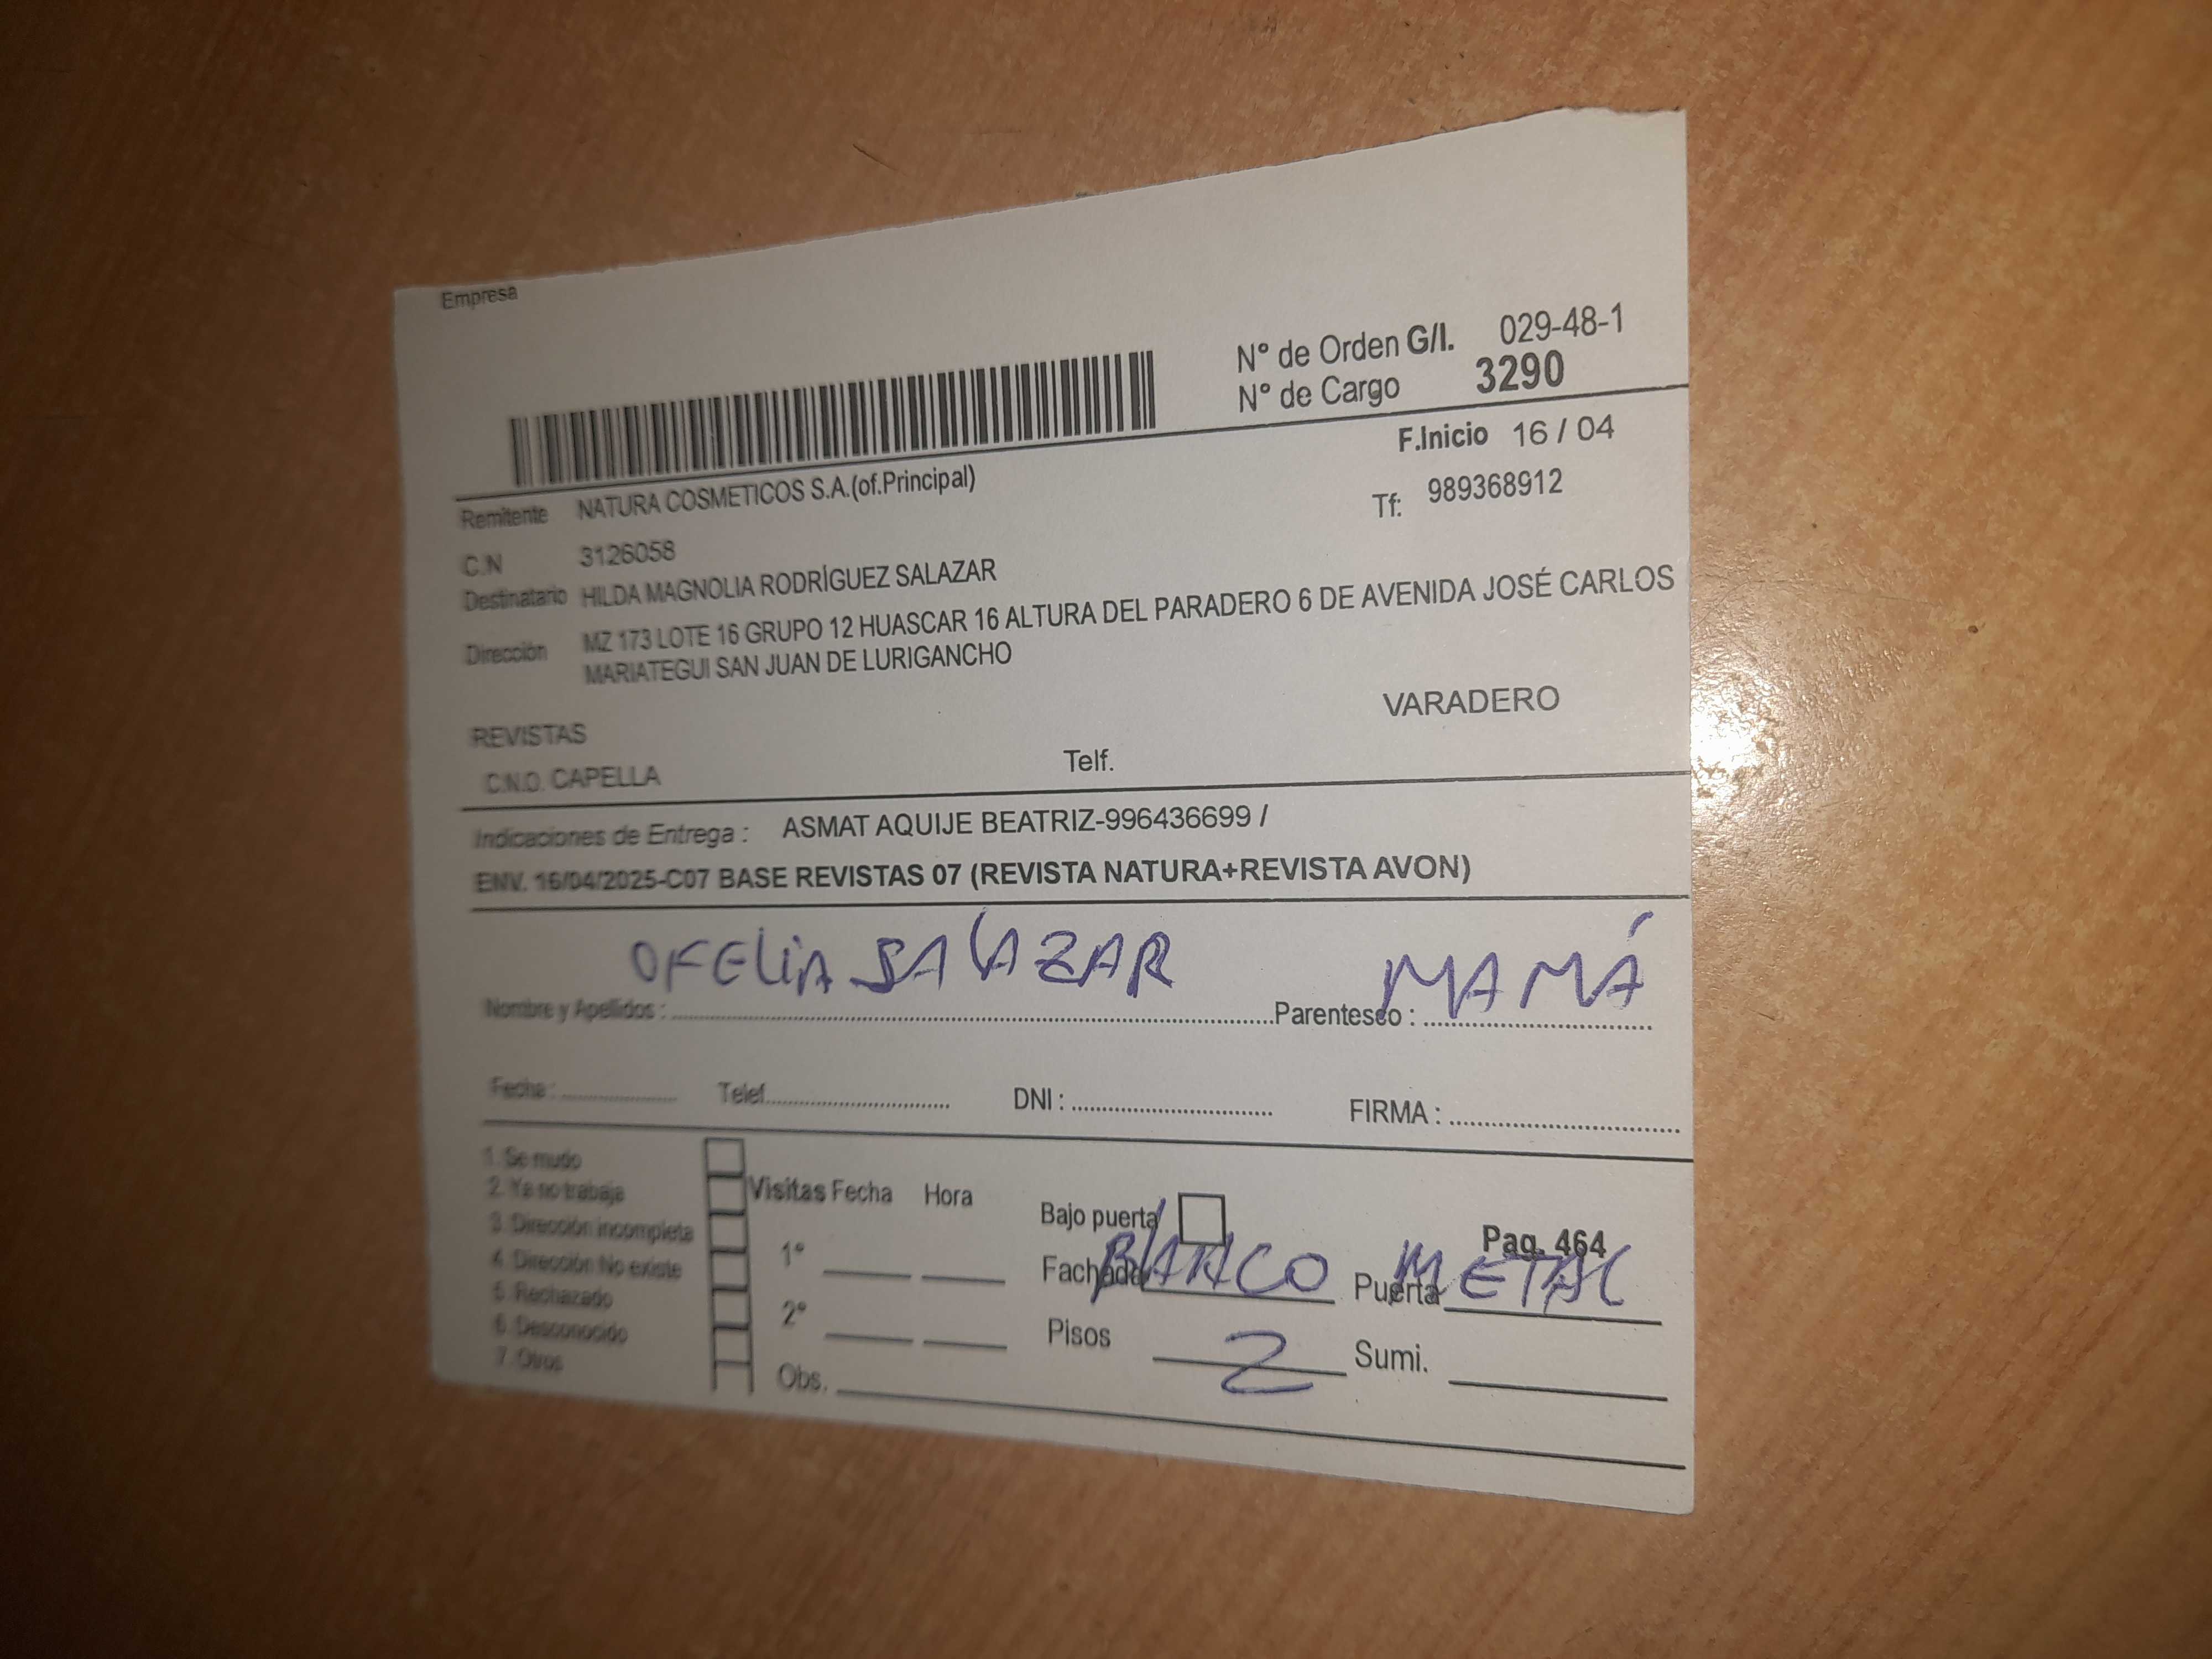 Empresa
N° de Orden G/I. 029-48-1
N° de Cargo 3290
F.Inicio 16 / 04
Remitente NATURA COSMETICOS S.A.(of.Principal)
Tf: 989368912
C.N 3126058
Destinatario HILDA MAGNOLIA RODRÍGUEZ SALAZAR
Dirección MZ 173 LOTE 16 GRUPO 12 HUASCAR 16 ALTURA DEL PARADERO 6 DE AVENIDA JOSÉ CARLOS
MARIATEGUI SAN JUAN DE LURIGANCHO
VARADERO
REVISTAS
C.N.O. CAPELLA Telf.
Indicaciones de Entrega : ASMAT AQUIJE BEATRIZ-996436699 /
ENV. 16/04/2025-C07 BASE REVISTAS 07 (REVISTA NATURA+REVISTA AVON)
OFELIA SALAZAR MAMÁ
Nombre y Apellidos : Parentesco :
Fecha : Telef. DNI : FIRMA :
1. Se mudo
2. Ya no trabaja
3. Dirección incompleta
4. Dirección No existe
5. Rechazado
6. Desconocido
7. Otros
Visitas Fecha Hora
1°
2°
Obs.
Bajo puerta
Pag. 464
Fachada BLANCO Puerta METAL
Pisos 2 Sumi.